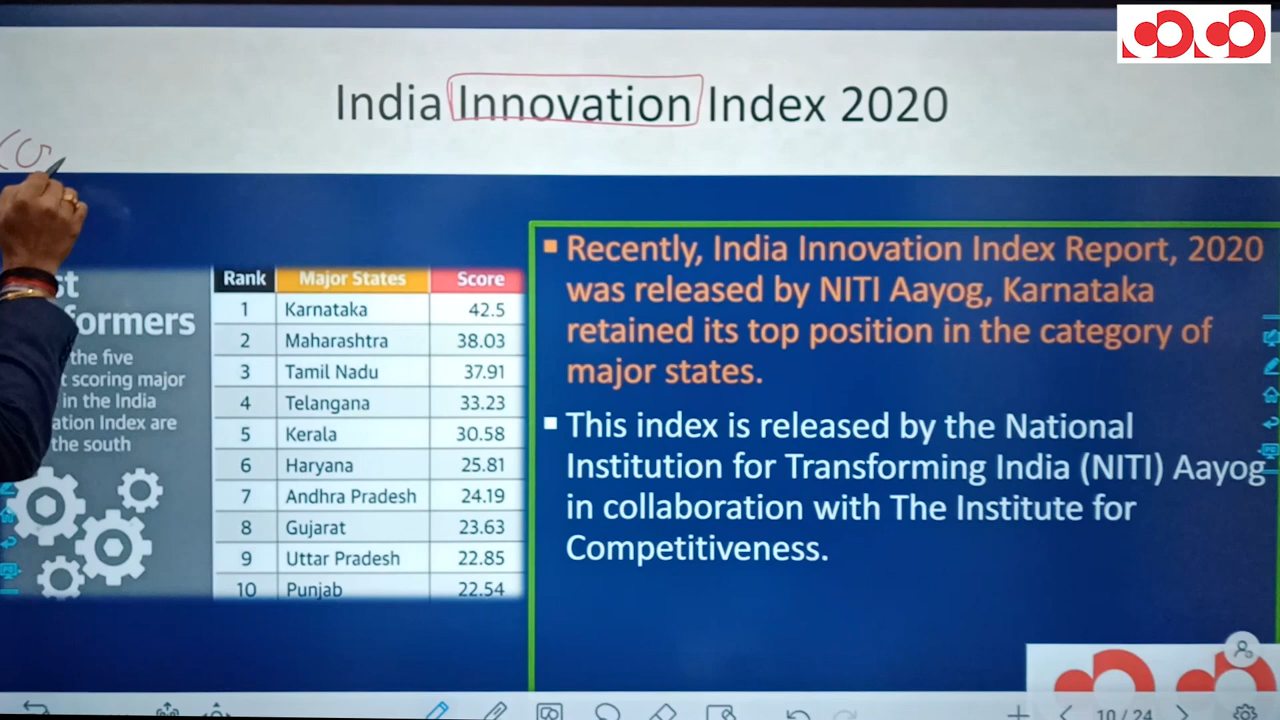 India Innovation Index 2020
st
formers
the five
scoring major
in the India
ation Index are
the south
Rank Major States Score
1 Karnataka 42.5
2 Maharashtra 38.03
3 Tamil Nadu 37.91
4 Telangana 33.23
5 Kerala 30.58
6 Haryana 25.81
7 Andhra Pradesh 24.19
8 Gujarat 23.63
9 Uttar Pradesh 22.85
10 Punjab 22.54
Recently, India Innovation Index Report, 2020
was released by NITI Aayog, Karnataka
retained its top position in the category of
major states.
This index is released by the National
Institution for Transforming India (NITI) Aayog
in collaboration with The Institute for
Competitiveness.
10/24